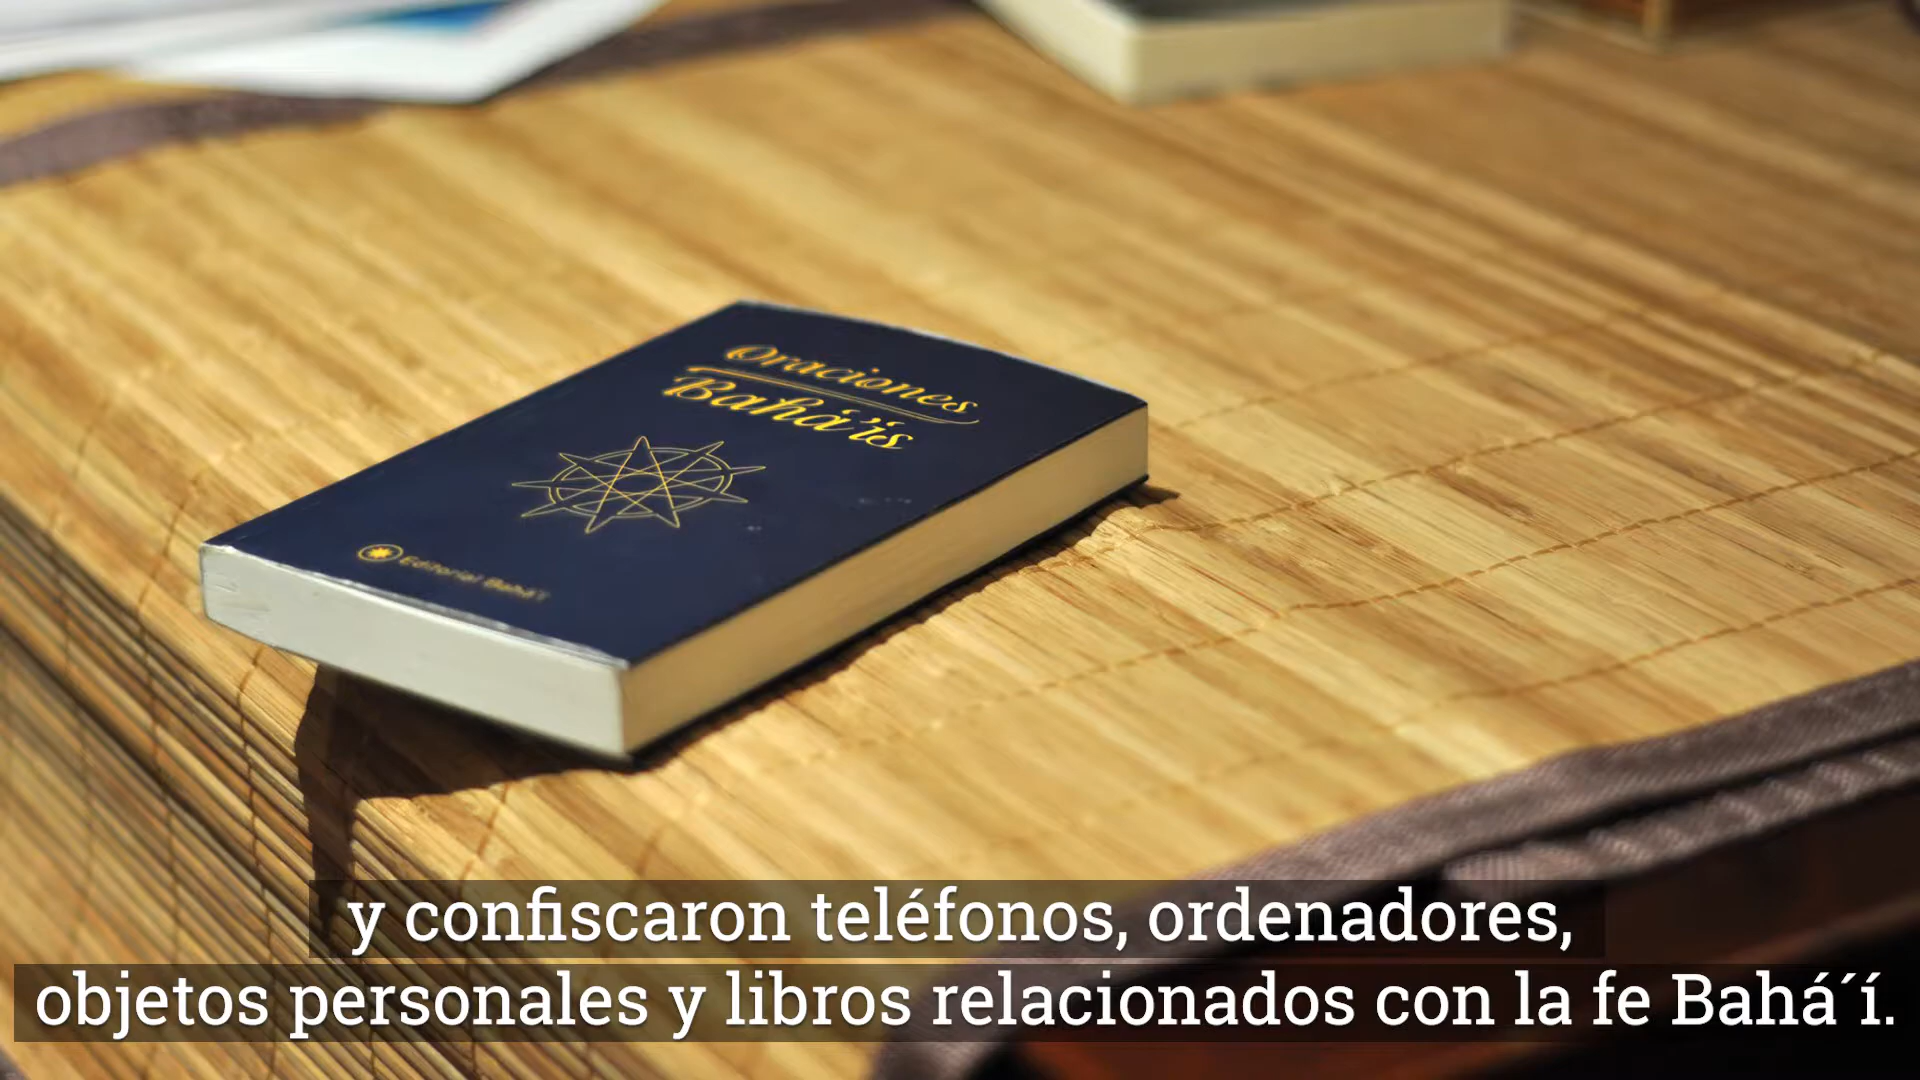 Oraciones
Bahá'ís
Editorial Bahá'í
y confiscaron teléfonos, ordenadores,
objetos personales y libros relacionados con la fe Bahá´í.